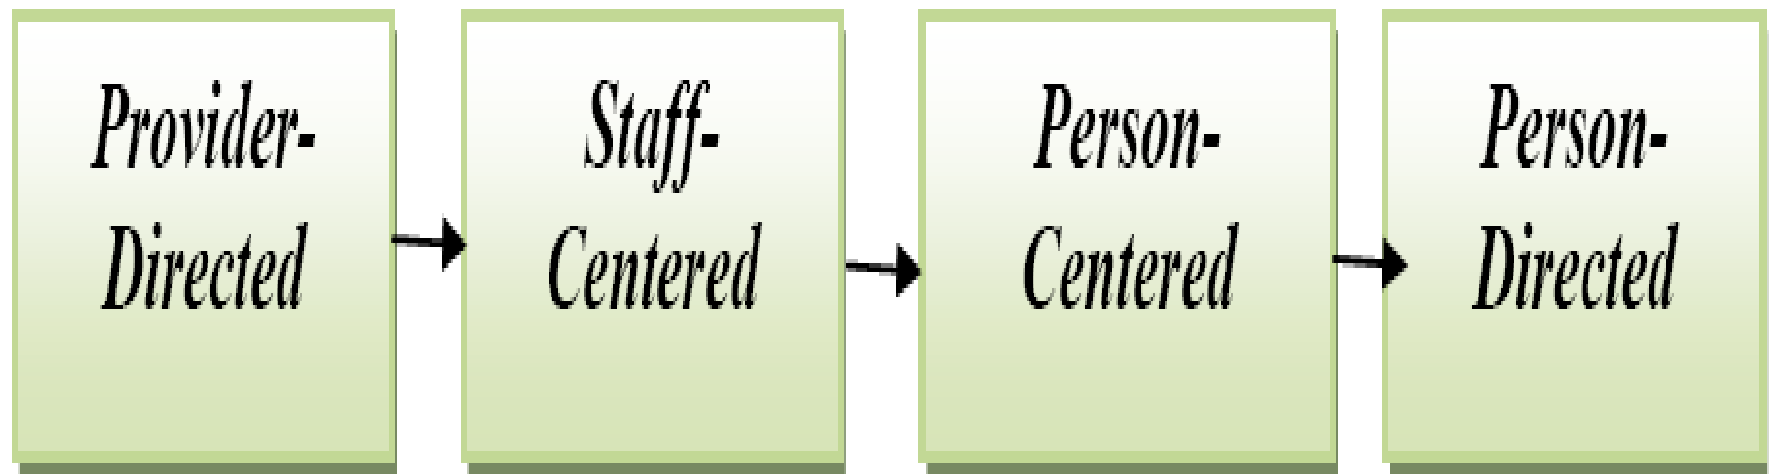 Provider-
Directed
Staff-
Centered
Person-
Centered
Person-
Directed